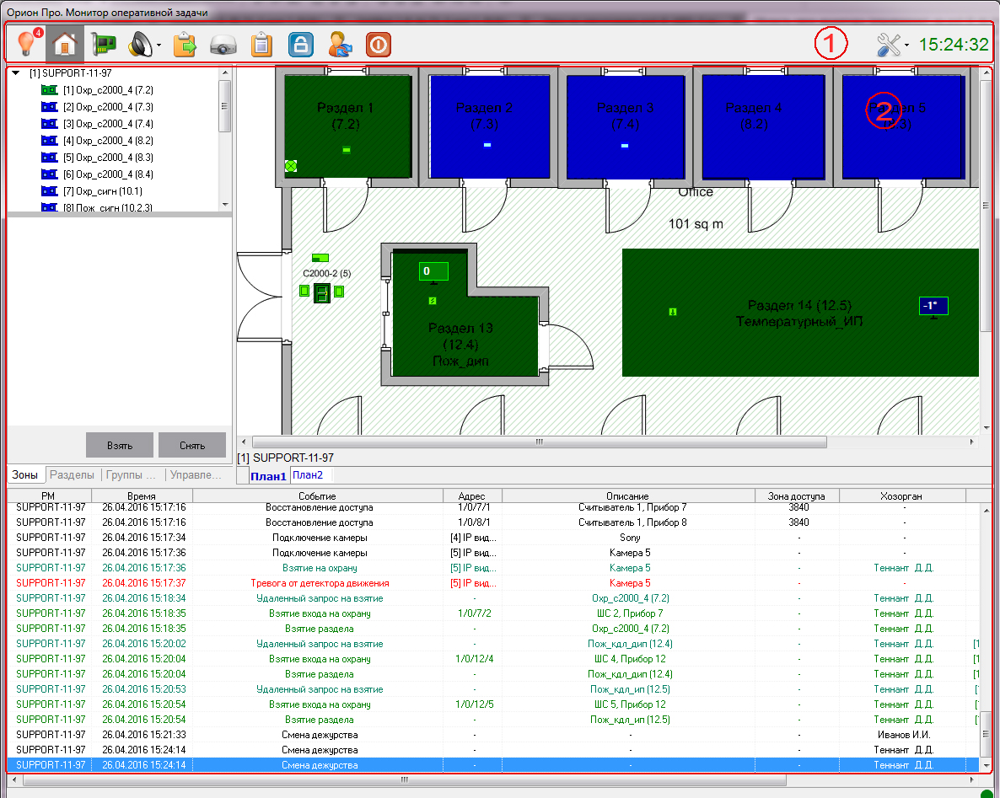 Орион Про. Монитор оперативной задачи
4
1
15:24:32
[1] SUPPORT-11-97
[1] Охр_с2000_4 (7.2)
[2] Охр_с2000_4 (7.3)
[3] Охр_с2000_4 (7.4)
[4] Охр_с2000_4 (8.2)
[5] Охр_с2000_4 (8.3)
[6] Охр_с2000_4 (8.4)
[7] Охр_сигн (10.1)
[8] Пож_сигн (10.2,3)
Взять Снять
Зоны Разделы Группы ... Управле...
Раздел 1
(7.2)
Раздел 2
(7.3)
Раздел 3
(7.4)
Раздел 4
(8.2)
Раздел 5
2
Office
101 sq m
С2000-2 (5)
0
Раздел 13
(12.4)
Пож_дип
Раздел 14 (12.5)
Температурный_ИП
-1°
[1] SUPPORT-11-97
План1 План2
РМ Время Событие Адрес Описание Зона доступа Хозорган
SUPPORT-11-97 26.04.2016 15:17:16 Восстановление доступа 1/0/7/1 Считыватель 1, Прибор 7 3840 -
SUPPORT-11-97 26.04.2016 15:17:16 Восстановление доступа 1/0/8/1 Считыватель 1, Прибор 8 3840 -
SUPPORT-11-97 26.04.2016 15:17:34 Подключение камеры [4] IP вид... Sony - -
SUPPORT-11-97 26.04.2016 15:17:36 Подключение камеры [5] IP вид... Камера 5 - -
SUPPORT-11-97 26.04.2016 15:17:36 Взятие на охрану [5] IP вид... Камера 5 - Теннант Д.Д.
SUPPORT-11-97 26.04.2016 15:17:37 Тревога от детектора движения [5] IP вид... Камера 5 - -
SUPPORT-11-97 26.04.2016 15:18:34 Удаленный запрос на взятие - Охр_с2000_4 (7.2) - Теннант Д.Д.
SUPPORT-11-97 26.04.2016 15:18:35 Взятие входа на охрану 1/0/7/2 ШС 2, Прибор 7 - Теннант Д.Д.
SUPPORT-11-97 26.04.2016 15:18:35 Взятие раздела - Охр_с2000_4 (7.2) - Теннант Д.Д.
SUPPORT-11-97 26.04.2016 15:20:02 Удаленный запрос на взятие - Пож_кдл_дип (12.4) - Теннант Д.Д. [1
SUPPORT-11-97 26.04.2016 15:20:04 Взятие входа на охрану 1/0/12/4 ШС 4, Прибор 12 - Теннант Д.Д. [1
SUPPORT-11-97 26.04.2016 15:20:04 Взятие раздела - Пож_кдл_дип (12.4) - Теннант Д.Д. [1
SUPPORT-11-97 26.04.2016 15:20:53 Удаленный запрос на взятие - Пож_кдл_ип (12.5) - Теннант Д.Д. [
SUPPORT-11-97 26.04.2016 15:20:54 Взятие входа на охрану 1/0/12/5 ШС 5, Прибор 12 - Теннант Д.Д. [
SUPPORT-11-97 26.04.2016 15:20:54 Взятие раздела - Пож_кдл_ип (12.5) - Теннант Д.Д. [
SUPPORT-11-97 26.04.2016 15:21:33 Смена дежурства - - - Иванов И.И.
SUPPORT-11-97 26.04.2016 15:24:14 Смена дежурства - - - Теннант Д.Д.
SUPPORT-11-97 26.04.2016 15:24:14 Смена дежурства - - - Теннант Д.Д.